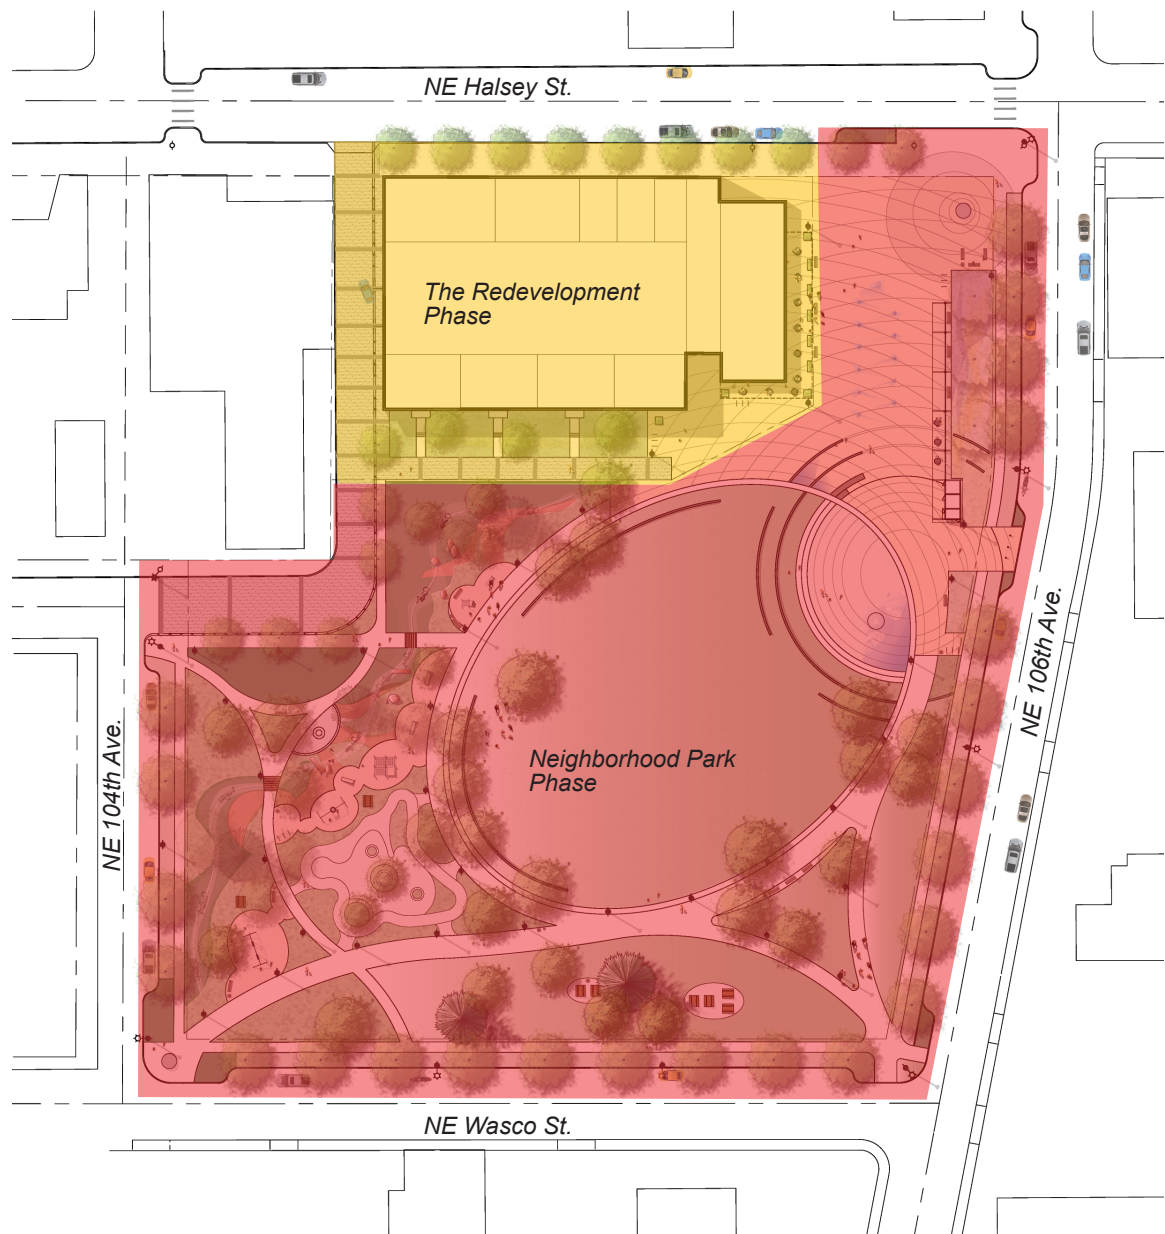 NE Halsey St.
The Redevelopment
Phase
NE 106th Ave.
NE 104th Ave.
Neighborhood Park
Phase
NE Wasco St.